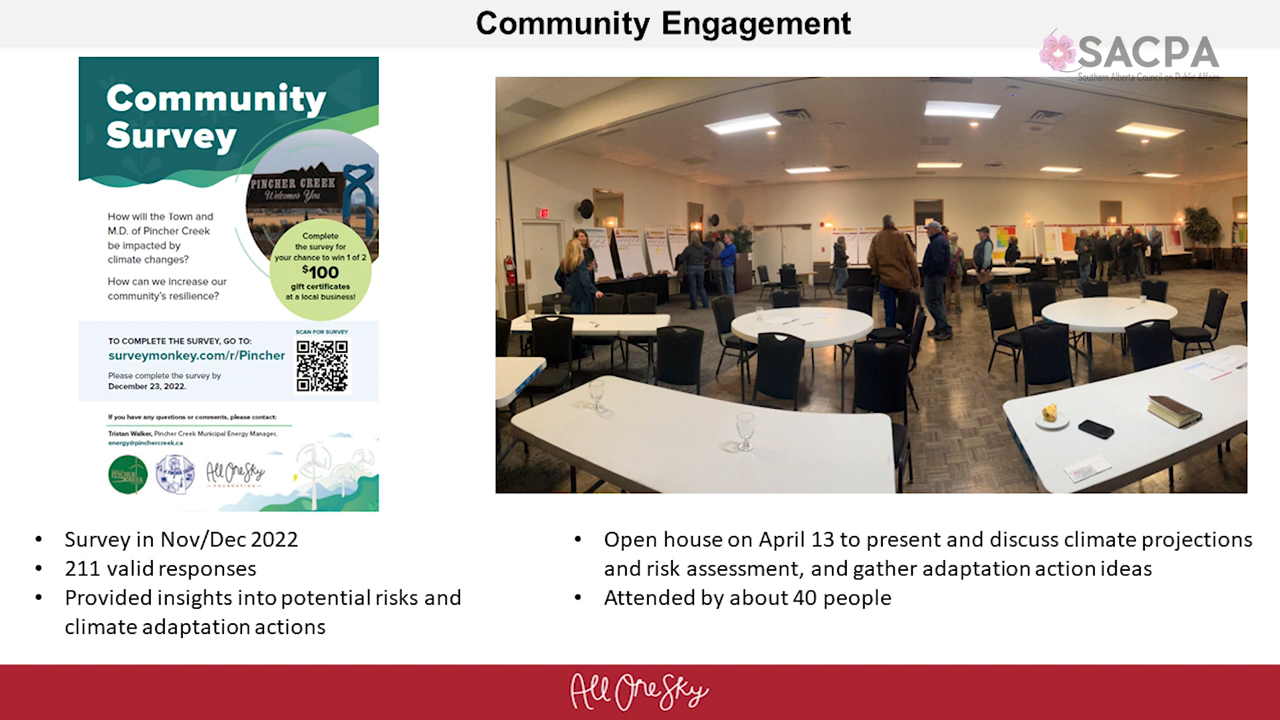 Community Engagement
SACPA
Southern Alberta Council on Public Affairs
Community
Survey
PINCHER CREEK
Welcomes You
How will the Town and
M.D. of Pincher Creek
be impacted by
climate changes?
How can we increase our
community's resilience?
Complete
the survey for
your chance to win 1 of 2
$100
gift certificates
at a local business!
TO COMPLETE THE SURVEY, GO TO:
surveymonkey.com/r/Pincher
Please complete the survey by
December 23, 2022.
SCAN FOR SURVEY
If you have any questions or comments, please contact:
Tristan Walker, Pincher Creek Municipal Energy Manager,
energy@pinchercreek.ca
All One Sky
FOUNDATION
• Survey in Nov/Dec 2022
• 211 valid responses
• Provided insights into potential risks and
climate adaptation actions
• Open house on April 13 to present and discuss climate projections
and risk assessment, and gather adaptation action ideas
• Attended by about 40 people
All One Sky